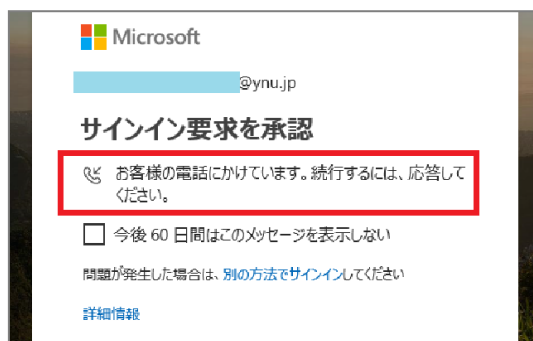 Microsoft
@ynu.jp
サインイン要求を承認
お客様の電話にかけています。続行するには、応答して
ください。
今後 60 日間はこのメッセージを表示しない
問題が発生した場合は、別の方法でサインインしてください
詳細情報